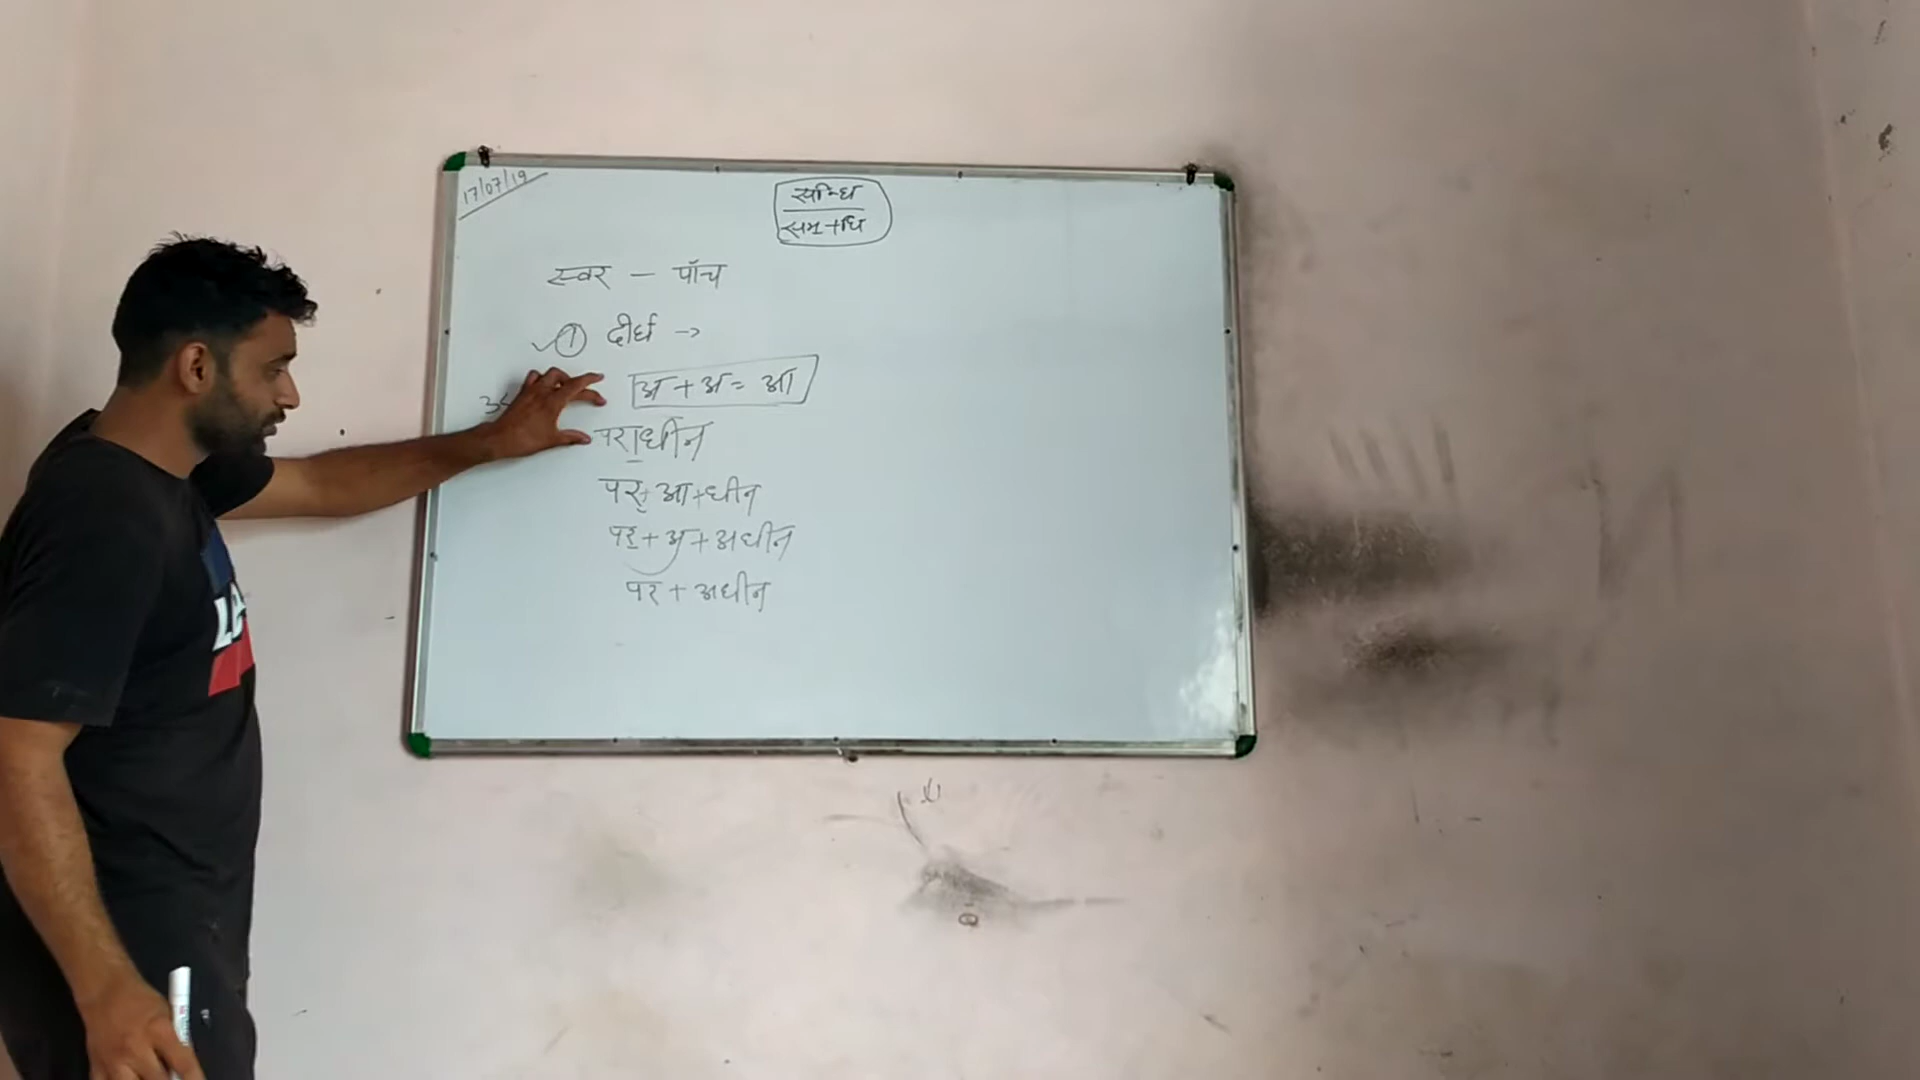 17/07/19
सन्धि
सम्+धि
स्वर - पाँच
① दीर्घ →
अ + अ = आ
पराधीन
पर्+आ+धीन
पर्+अ+अधीन
पर + अधीन